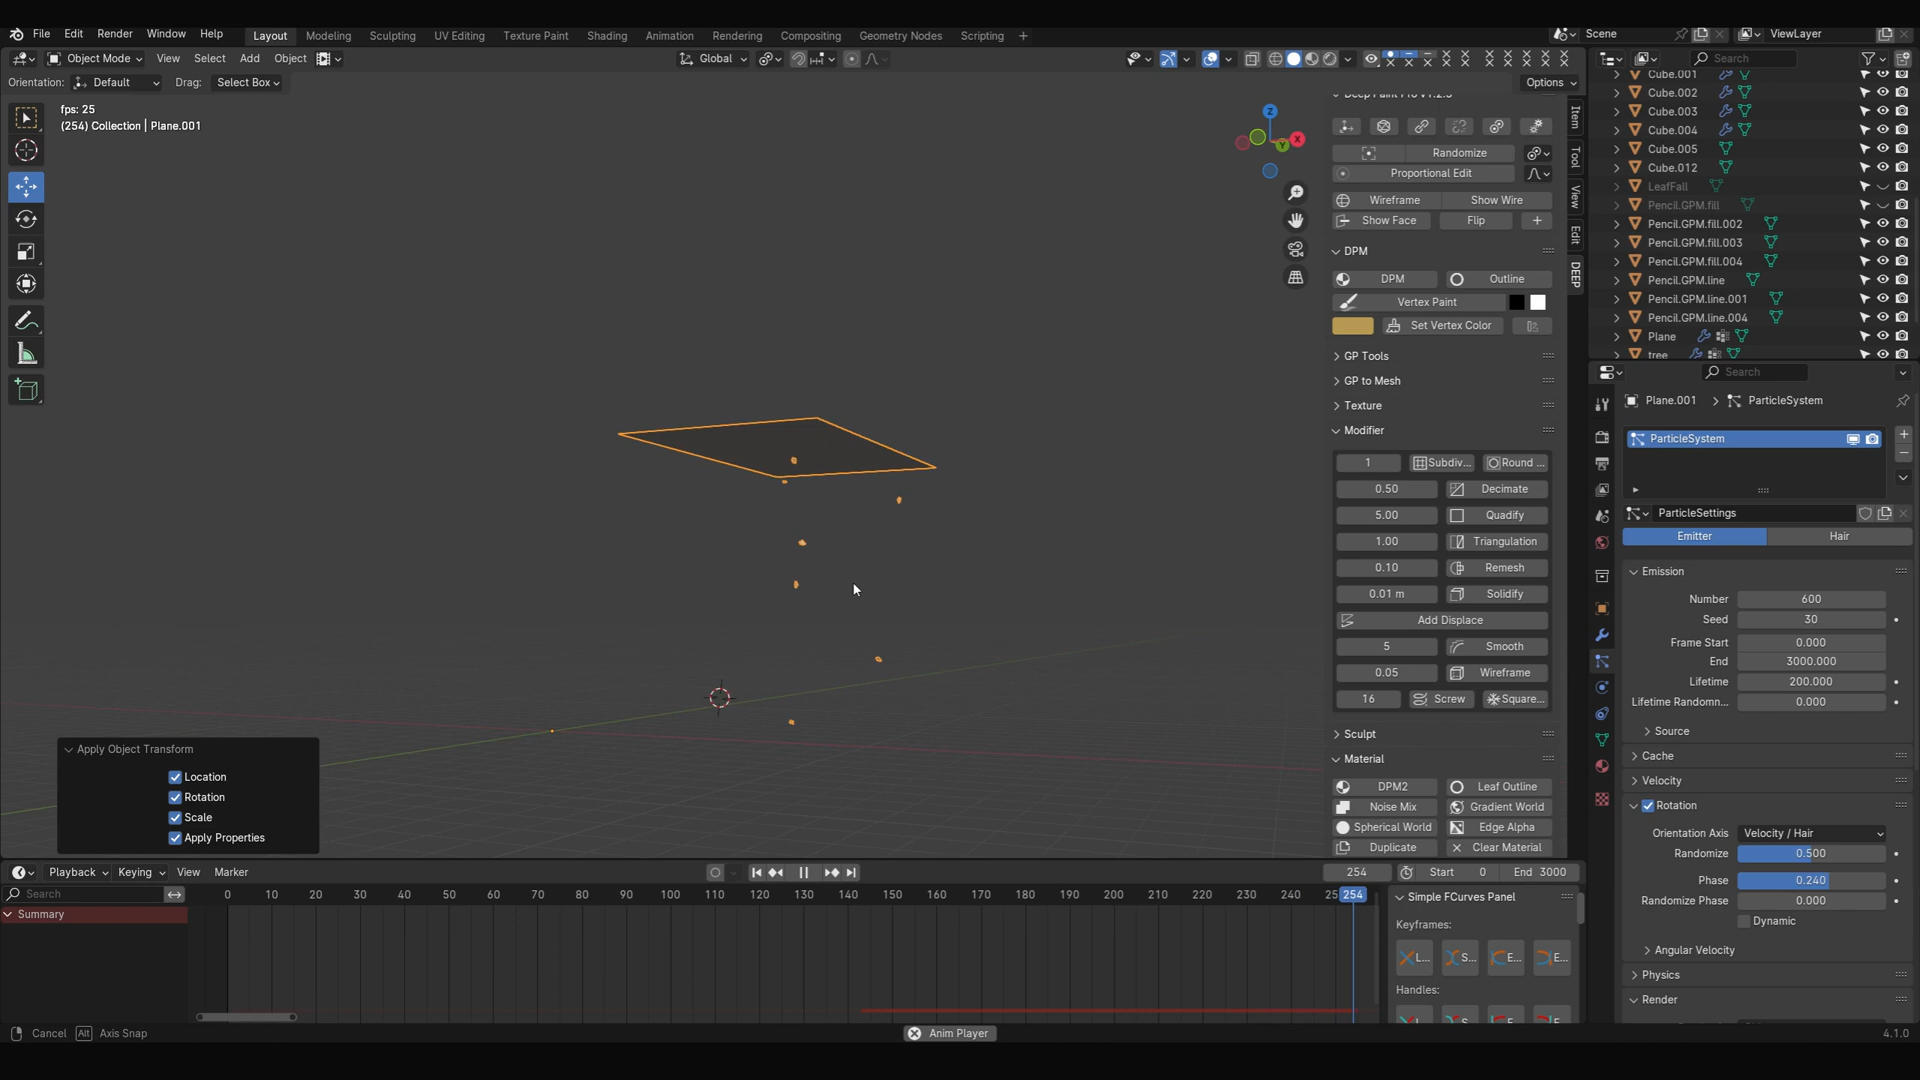 File Edit Render Window Help Layout Modeling Sculpting UV Editing Texture Paint Shading Animation Rendering Compositing Geometry Nodes Scripting + Scene ViewLayer
Object Mode View Select Add Object Global Search
Orientation: Default Drag: Select Box Options
fps: 25
(254) Collection | Plane.001
Item
Tool
View
Edit
DEEP
Randomize
Proportional Edit
Wireframe Show Wire
Show Face Flip +
DPM
DPM Outline
Vertex Paint
Set Vertex Color
GP Tools
GP to Mesh
Texture
Modifier
1 Subdiv... Round ...
0.50 Decimate
5.00 Quadify
1.00 Triangulation
0.10 Remesh
0.01 m Solidify
Add Displace
5 Smooth
0.05 Wireframe
16 Screw Square...
Sculpt
Material
DPM2 Leaf Outline
Noise Mix Gradient World
Spherical World Edge Alpha
Duplicate Clear Material
Cube.001
Cube.002
Cube.003
Cube.004
Cube.005
Cube.012
LeafFall
Pencil.GPM.fill
Pencil.GPM.fill.002
Pencil.GPM.fill.003
Pencil.GPM.fill.004
Pencil.GPM.line
Pencil.GPM.line.001
Pencil.GPM.line.004
Plane
tree
Search
Plane.001 > ParticleSystem
ParticleSystem
ParticleSettings
Emitter Hair
Emission
Number 600
Seed 30
Frame Start 0.000
End 3000.000
Lifetime 200.000
Lifetime Randomn... 0.000
Source
Cache
Velocity
Rotation
Orientation Axis Velocity / Hair
Randomize 0.500
Phase 0.240
Randomize Phase 0.000
Dynamic
Angular Velocity
Physics
Render
Apply Object Transform
Location
Rotation
Scale
Apply Properties
Playback Keying View Marker 254 Start 0 End 3000
Search 0 10 20 30 40 50 60 70 80 90 100 110 120 130 140 150 160 170 180 190 200 210 220 230 240 25 254
Summary
Simple FCurves Panel
Keyframes:
L... S... E... E...
Handles:
Cancel Alt Axis Snap Anim Player 4.1.0
X
Y
Z